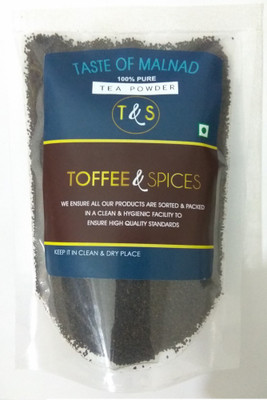 TASTE OF MALNAD
100% PURE
TEA POWDER
T&S
TOFFEE & SPICES
WE ENSURE ALL OUR PRODUCTS ARE SORTED & PACKED
IN A CLEAN & HYGIENIC FACILITY TO
ENSURE HIGH QUALITY STANDARDS
KEEP IT IN CLEAN & DRY PLACE